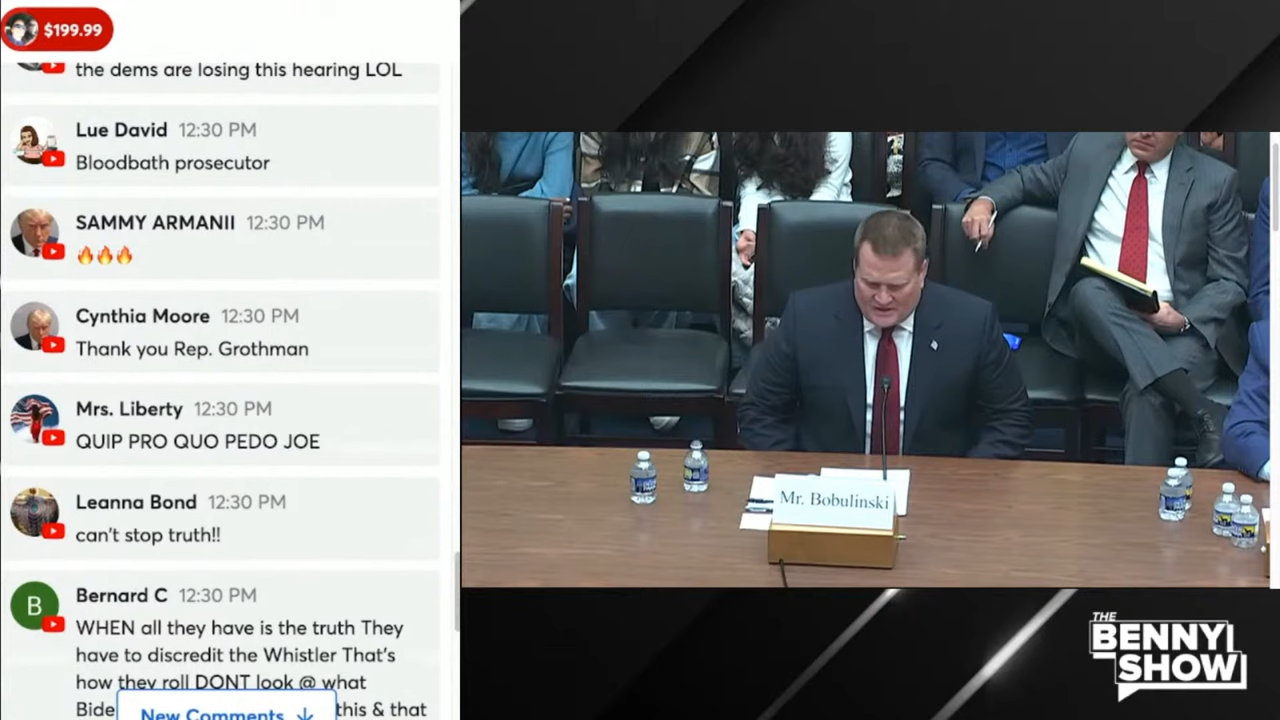 $199.99
the dems are losing this hearing LOL
Lue David 12:30 PM
Bloodbath prosecutor
SAMMY ARMANII 12:30 PM
🔥🔥🔥
Cynthia Moore 12:30 PM
Thank you Rep. Grothman
Mrs. Liberty 12:30 PM
QUIP PRO QUO PEDO JOE
Leanna Bond 12:30 PM
can't stop truth!!
B
Bernard C 12:30 PM
WHEN all they have is the truth They
have to discredit the Whistler That's
how they roll DONT look @ what
Bide this & that
New Comments ↓
Mr. Bobulinski
THE
BENNY
SHOW